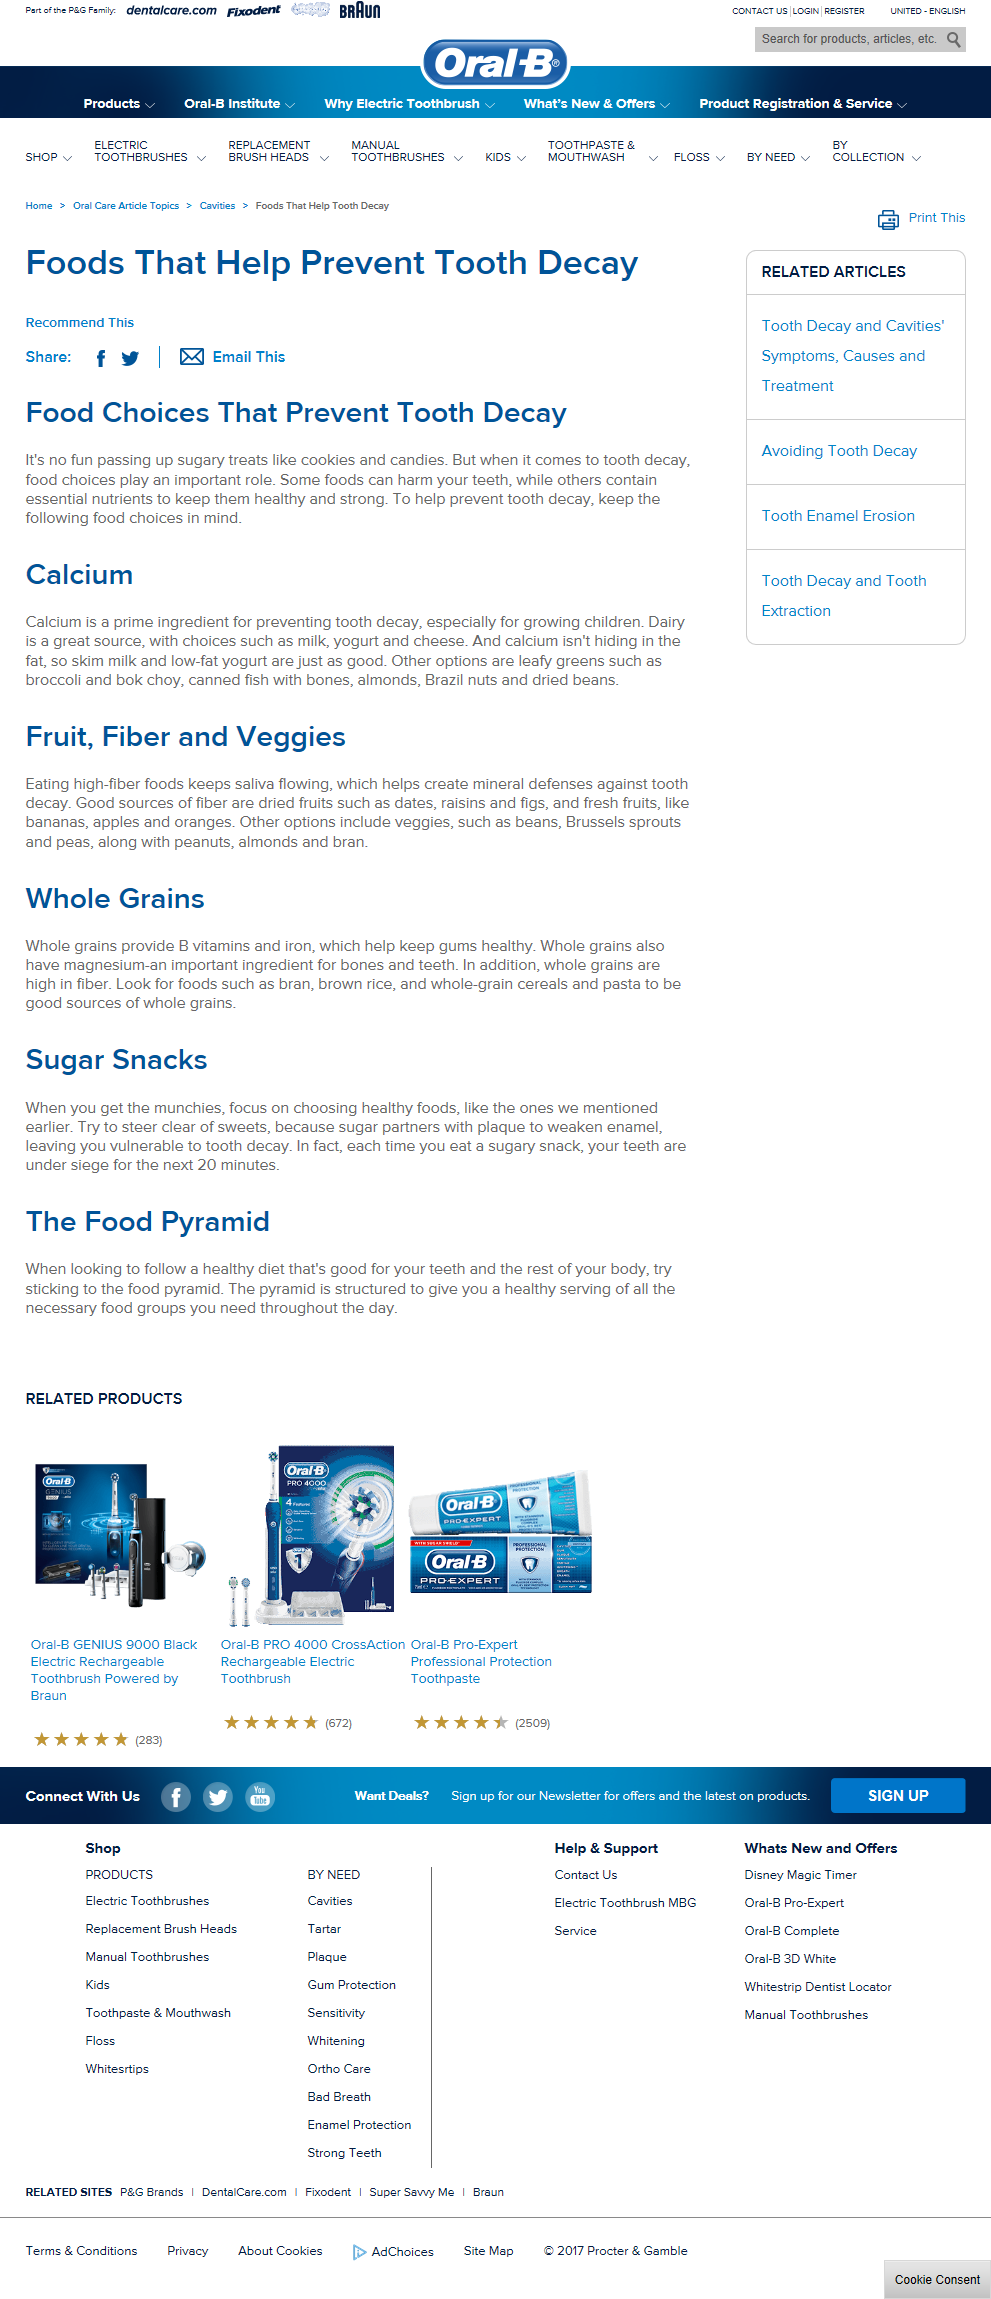 Part of the P&G Family: dentalcare.com Fixodent BRAUN
CONTACT US | LOGIN | REGISTER UNITED - ENGLISH
Search for products, articles, etc.
Oral-B
Products Oral-B Institute Why Electric Toothbrush What's New & Offers Product Registration & Service
SHOP ELECTRIC TOOTHBRUSHES REPLACEMENT BRUSH HEADS MANUAL TOOTHBRUSHES KIDS TOOTHPASTE & MOUTHWASH FLOSS BY NEED BY COLLECTION
Home > Oral Care Article Topics > Cavities > Foods That Help Tooth Decay
Print This
Foods That Help Prevent Tooth Decay
Recommend This
Share: Email This
Food Choices That Prevent Tooth Decay
It's no fun passing up sugary treats like cookies and candies. But when it comes to tooth decay,
food choices play an important role. Some foods can harm your teeth, while others contain
essential nutrients to keep them healthy and strong. To help prevent tooth decay, keep the
following food choices in mind.
Calcium
Calcium is a prime ingredient for preventing tooth decay, especially for growing children. Dairy
is a great source, with choices such as milk, yogurt and cheese. And calcium isn't hiding in the
fat, so skim milk and low-fat yogurt are just as good. Other options are leafy greens such as
broccoli and bok choy, canned fish with bones, almonds, Brazil nuts and dried beans.
Fruit, Fiber and Veggies
Eating high-fiber foods keeps saliva flowing, which helps create mineral defenses against tooth
decay. Good sources of fiber are dried fruits such as dates, raisins and figs, and fresh fruits, like
bananas, apples and oranges. Other options include veggies, such as beans, Brussels sprouts
and peas, along with peanuts, almonds and bran.
Whole Grains
Whole grains provide B vitamins and iron, which help keep gums healthy. Whole grains also
have magnesium-an important ingredient for bones and teeth. In addition, whole grains are
high in fiber. Look for foods such as bran, brown rice, and whole-grain cereals and pasta to be
good sources of whole grains.
Sugar Snacks
When you get the munchies, focus on choosing healthy foods, like the ones we mentioned
earlier. Try to steer clear of sweets, because sugar partners with plaque to weaken enamel,
leaving you vulnerable to tooth decay. In fact, each time you eat a sugary snack, your teeth are
under siege for the next 20 minutes.
The Food Pyramid
When looking to follow a healthy diet that's good for your teeth and the rest of your body, try
sticking to the food pyramid. The pyramid is structured to give you a healthy serving of all the
necessary food groups you need throughout the day.
RELATED ARTICLES
Tooth Decay and Cavities'
Symptoms, Causes and
Treatment
Avoiding Tooth Decay
Tooth Enamel Erosion
Tooth Decay and Tooth
Extraction
RELATED PRODUCTS
Oral-B
GENIUS
Oral-B
PRO 4000
4 Features
1
Oral-B
PRO-EXPERT
PROFESSIONAL
PROTECTION
Oral-B
PRO-EXPERT
PROFESSIONAL
PROTECTION
Oral-B GENIUS 9000 Black
Electric Rechargeable
Toothbrush Powered by
Braun
(283)
Oral-B PRO 4000 CrossAction
Rechargeable Electric
Toothbrush
(672)
Oral-B Pro-Expert
Professional Protection
Toothpaste
(2509)
Connect With Us You Tube Want Deals? Sign up for our Newsletter for offers and the latest on products. SIGN UP
Shop
PRODUCTS
Electric Toothbrushes
Replacement Brush Heads
Manual Toothbrushes
Kids
Toothpaste & Mouthwash
Floss
Whitesrtips
BY NEED
Cavities
Tartar
Plaque
Gum Protection
Sensitivity
Whitening
Ortho Care
Bad Breath
Enamel Protection
Strong Teeth
Help & Support
Contact Us
Electric Toothbrush MBG
Service
Whats New and Offers
Disney Magic Timer
Oral-B Pro-Expert
Oral-B Complete
Oral-B 3D White
Whitestrip Dentist Locator
Manual Toothbrushes
RELATED SITES P&G Brands | DentalCare.com | Fixodent | Super Savvy Me | Braun
Terms & Conditions Privacy About Cookies AdChoices Site Map © 2017 Procter & Gamble
Cookie Consent